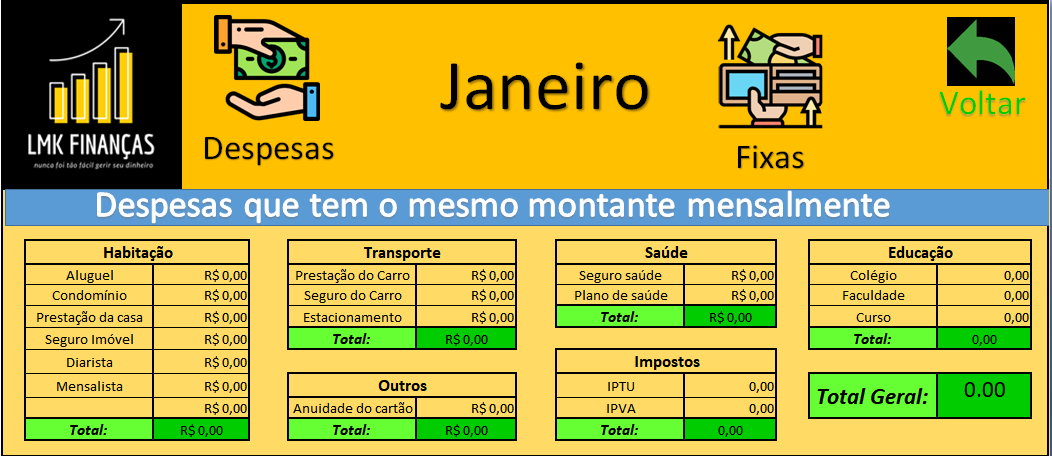 LMK FINANÇAS
nunca foi tão fácil gerir seu dinheiro
Despesas
Janeiro
Fixas
Voltar
Despesas que tem o mesmo montante mensalmente
Habitação
Aluguel R$ 0,00
Condomínio R$ 0,00
Prestação da casa R$ 0,00
Seguro Imóvel R$ 0,00
Diarista R$ 0,00
Mensalista R$ 0,00
R$ 0,00
Total: R$ 0,00
Transporte
Prestação do Carro R$ 0,00
Seguro do Carro R$ 0,00
Estacionamento R$ 0,00
Total: R$ 0,00
Outros
Anuidade do cartão R$ 0,00
Total: R$ 0,00
Saúde
Seguro saúde R$ 0,00
Plano de saúde R$ 0,00
Total: R$ 0,00
Impostos
IPTU 0,00
IPVA 0,00
Total: 0,00
Educação
Colégio 0,00
Faculdade 0,00
Curso 0,00
Total: 0,00
Total Geral: 0.00